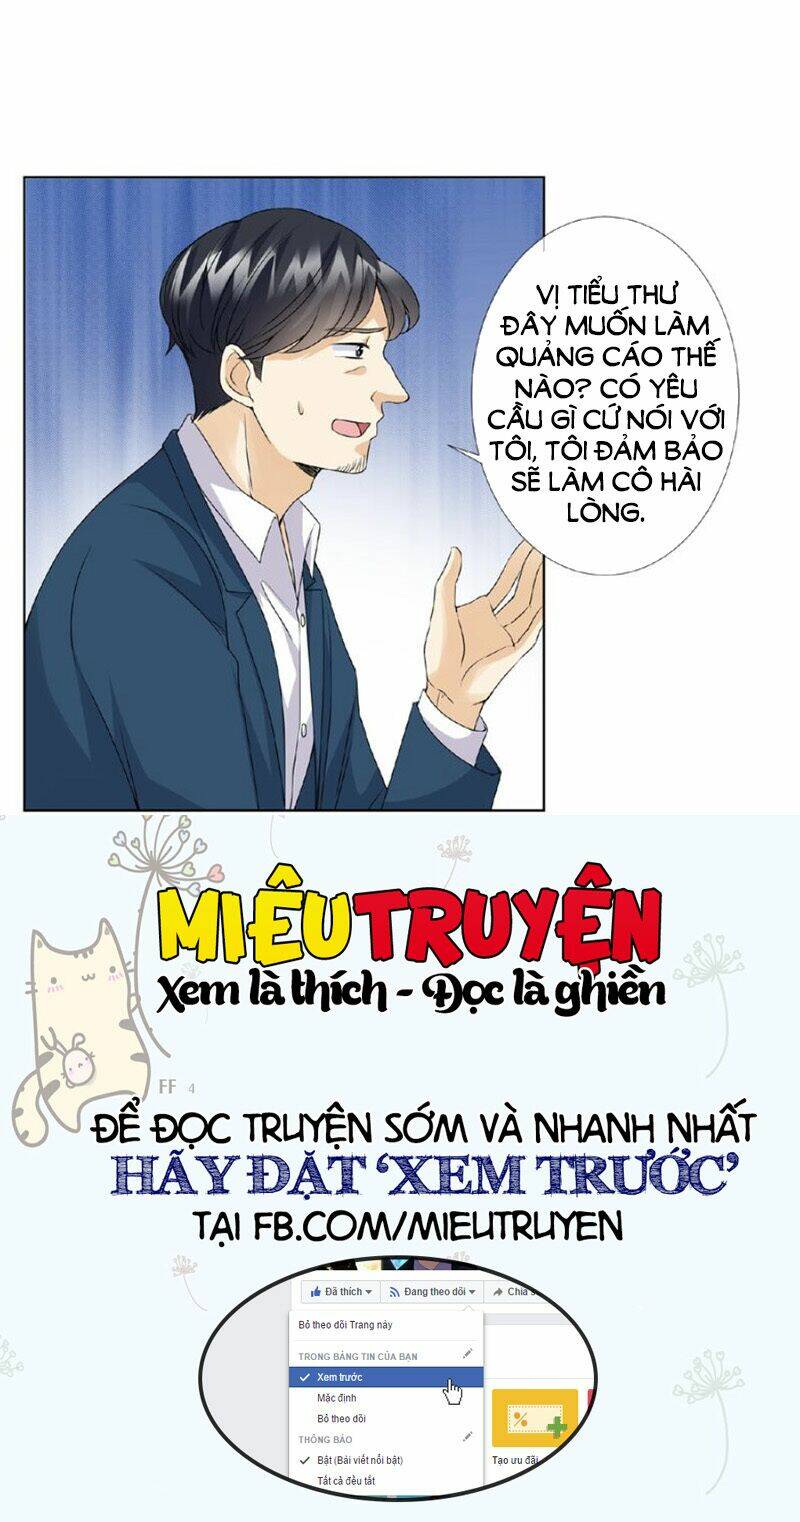 VỊ TIỂU THƯ
ĐÂY MUỐN LÀM
QUẢNG CÁO THẾ
NÀO? CÓ YÊU
CẦU GÌ CỨ NÓI VỚI
TÔI, TÔI ĐẢM BẢO
SẼ LÀM CÔ HÀI
LÒNG.
MIÊUTRUYỆN
Xem là thích - Đọc là ghiền
FF 4
ĐỂ ĐỌC TRUYỆN SỚM VÀ NHANH NHẤT
HÃY ĐẶT ‘XEM TRƯỚC’
TẠI FB.COM/MIEUTRUYEN
Đã thích Đang theo dõi Chia s
Bỏ theo dõi Trang này
TRONG BẢNG TIN CỦA BẠN
Xem trước
Mặc định
Bỏ theo dõi
THÔNG BÁO
Bật (Bài viết nổi bật)
Tất cả đều tắt
%
Tạo ưu đãi